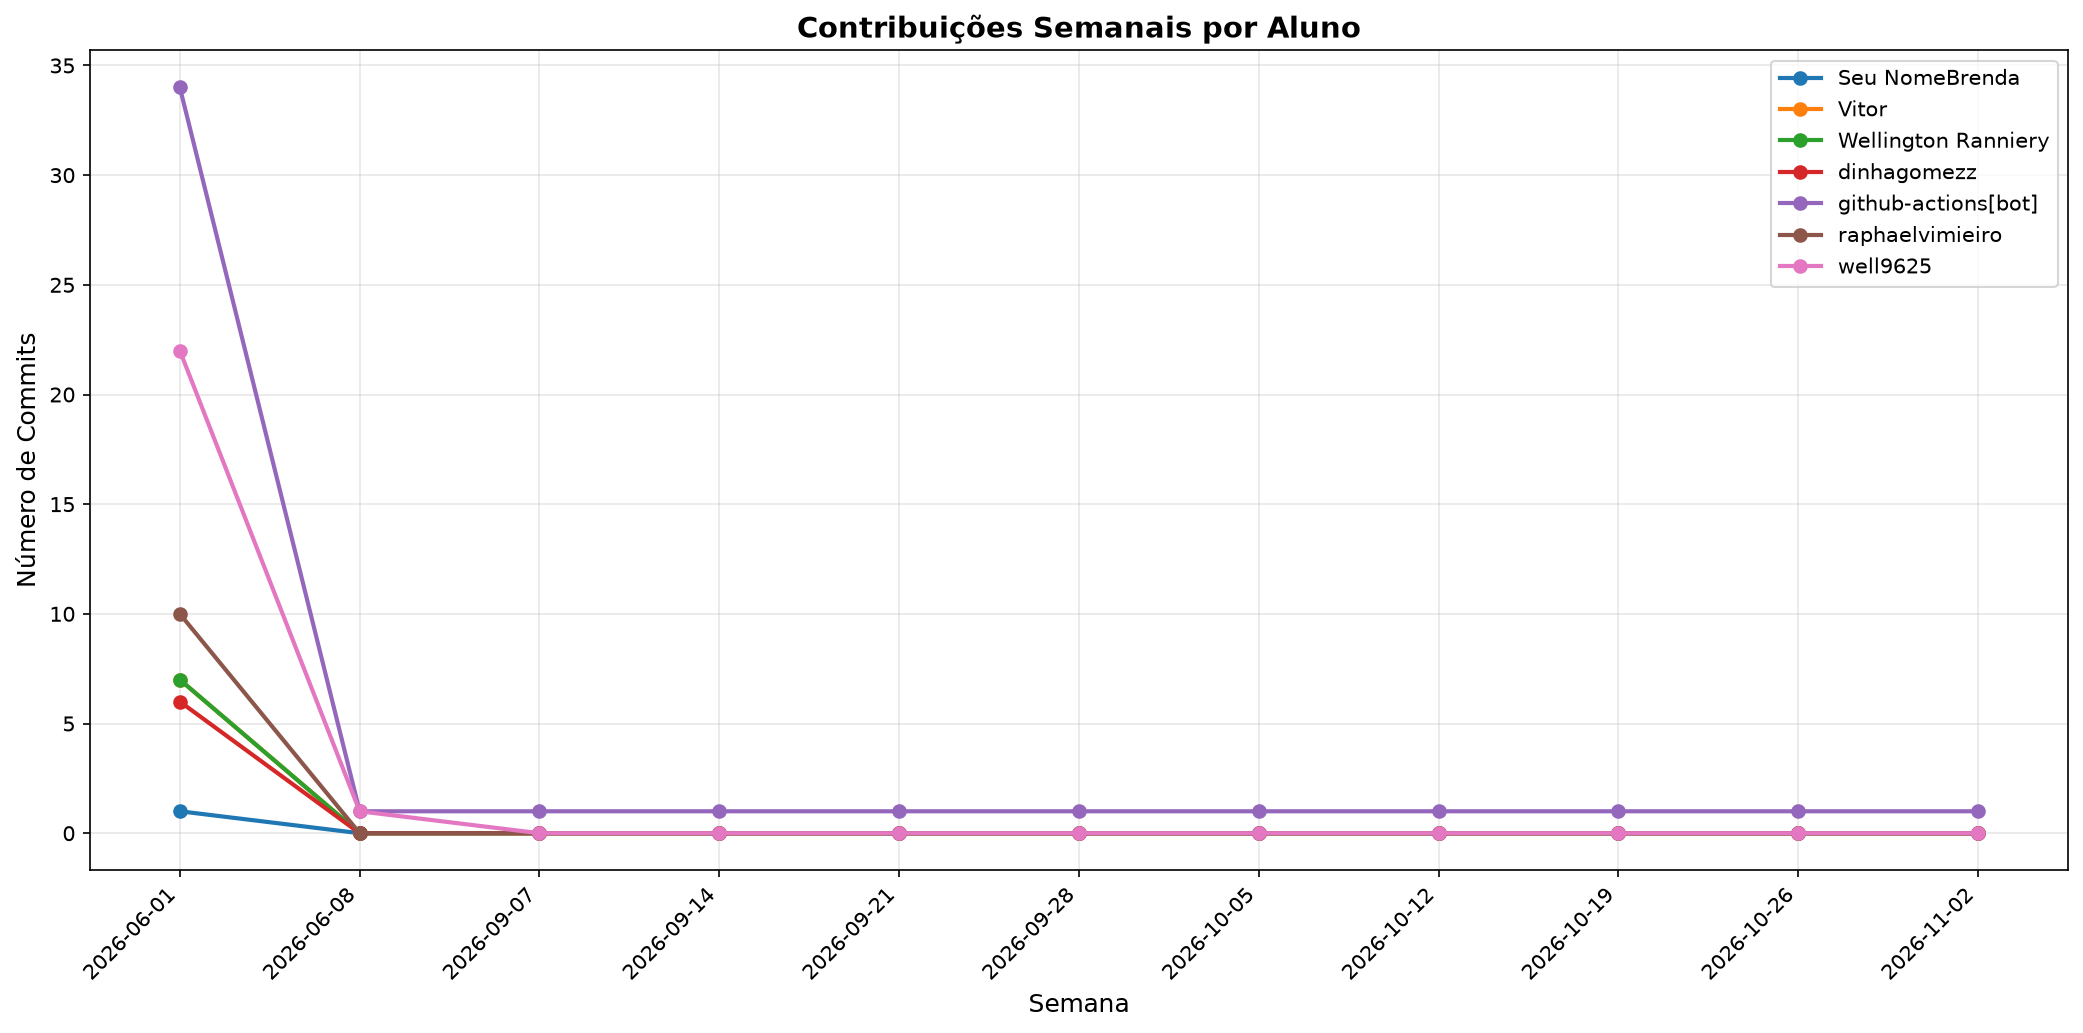 Contribuições Semanais por Aluno
Número de Commits
35
30
25
20
15
10
5
0
Seu NomeBrenda
Vitor
Wellington Ranniery
dinhagomezz
github-actions[bot]
raphaelvimieiro
well9625
2026-06-01
2026-06-08
2026-09-07
2026-09-14
2026-09-21
2026-09-28
2026-10-05
2026-10-12
2026-10-19
2026-10-26
2026-11-02
Semana